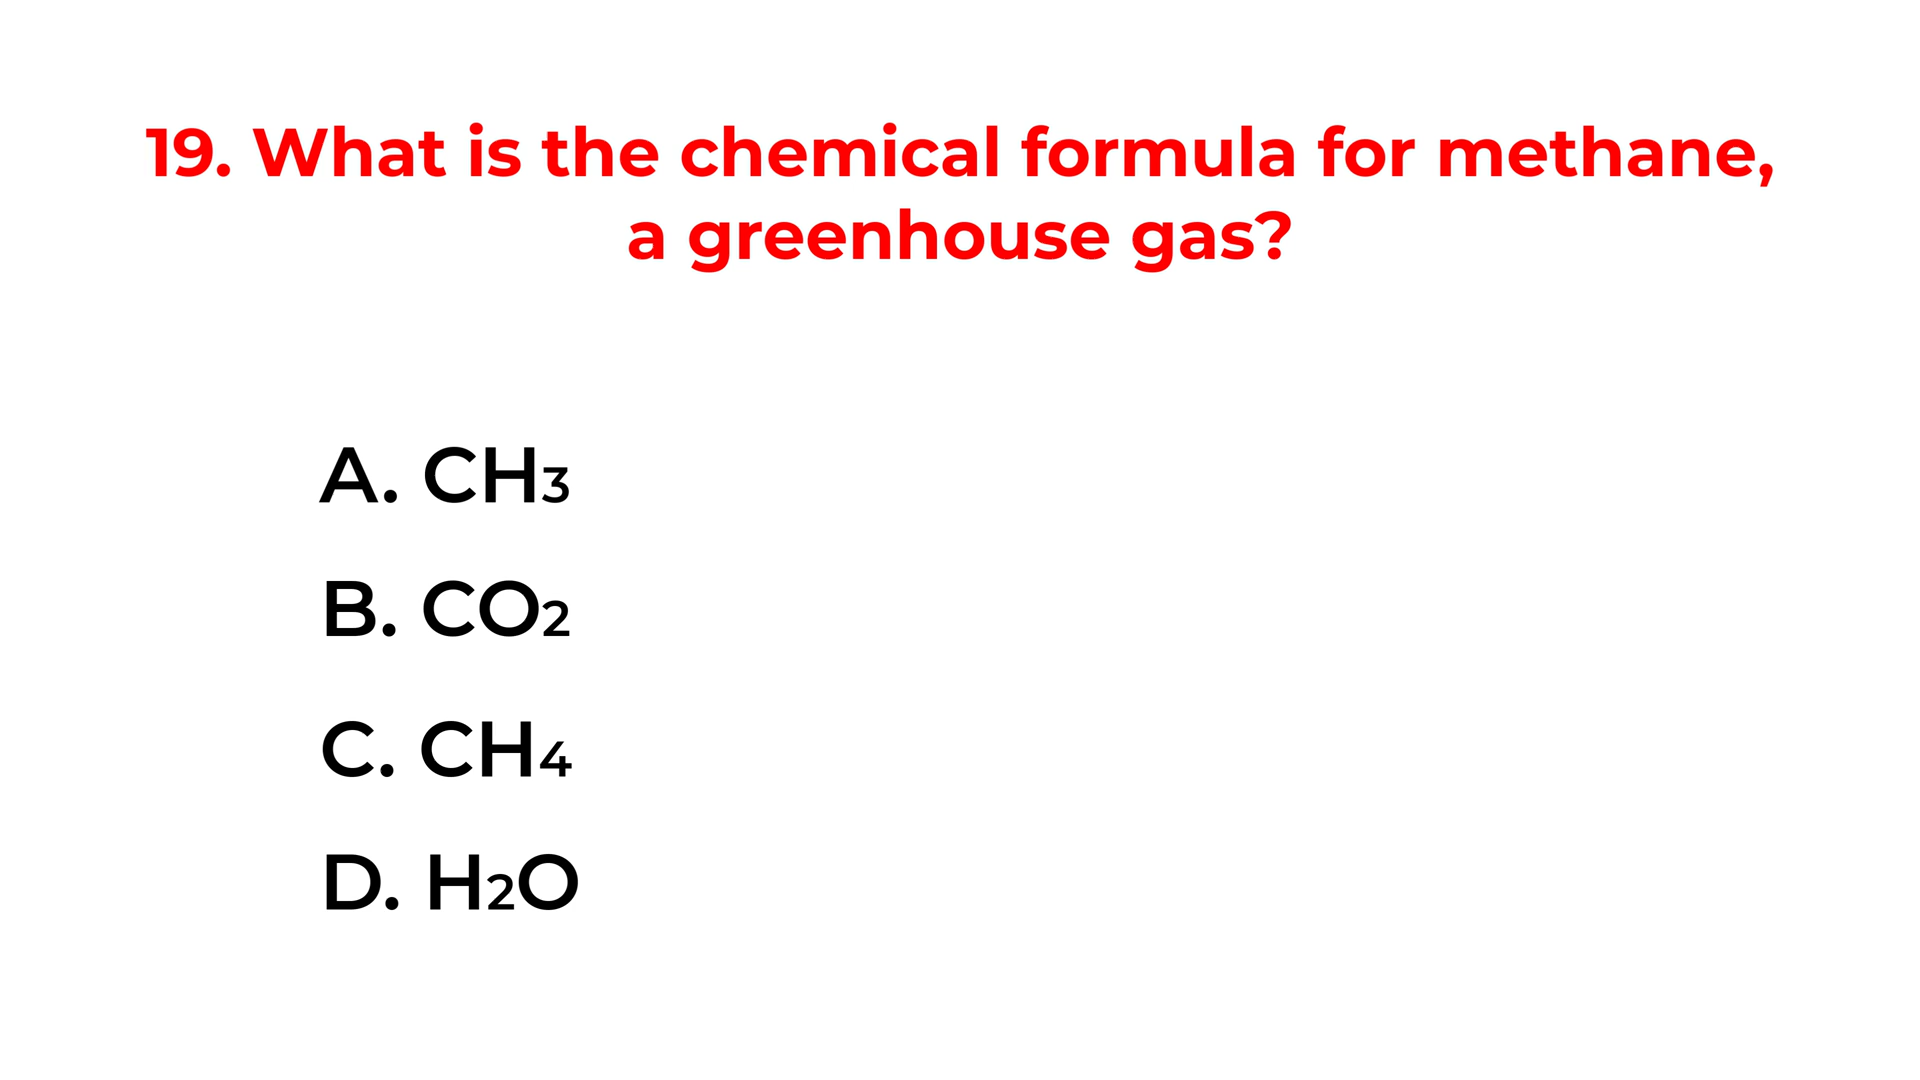 19. What is the chemical formula for methane,
a greenhouse gas?
A. CH₃
B. CO₂
C. CH₄
D. H₂O